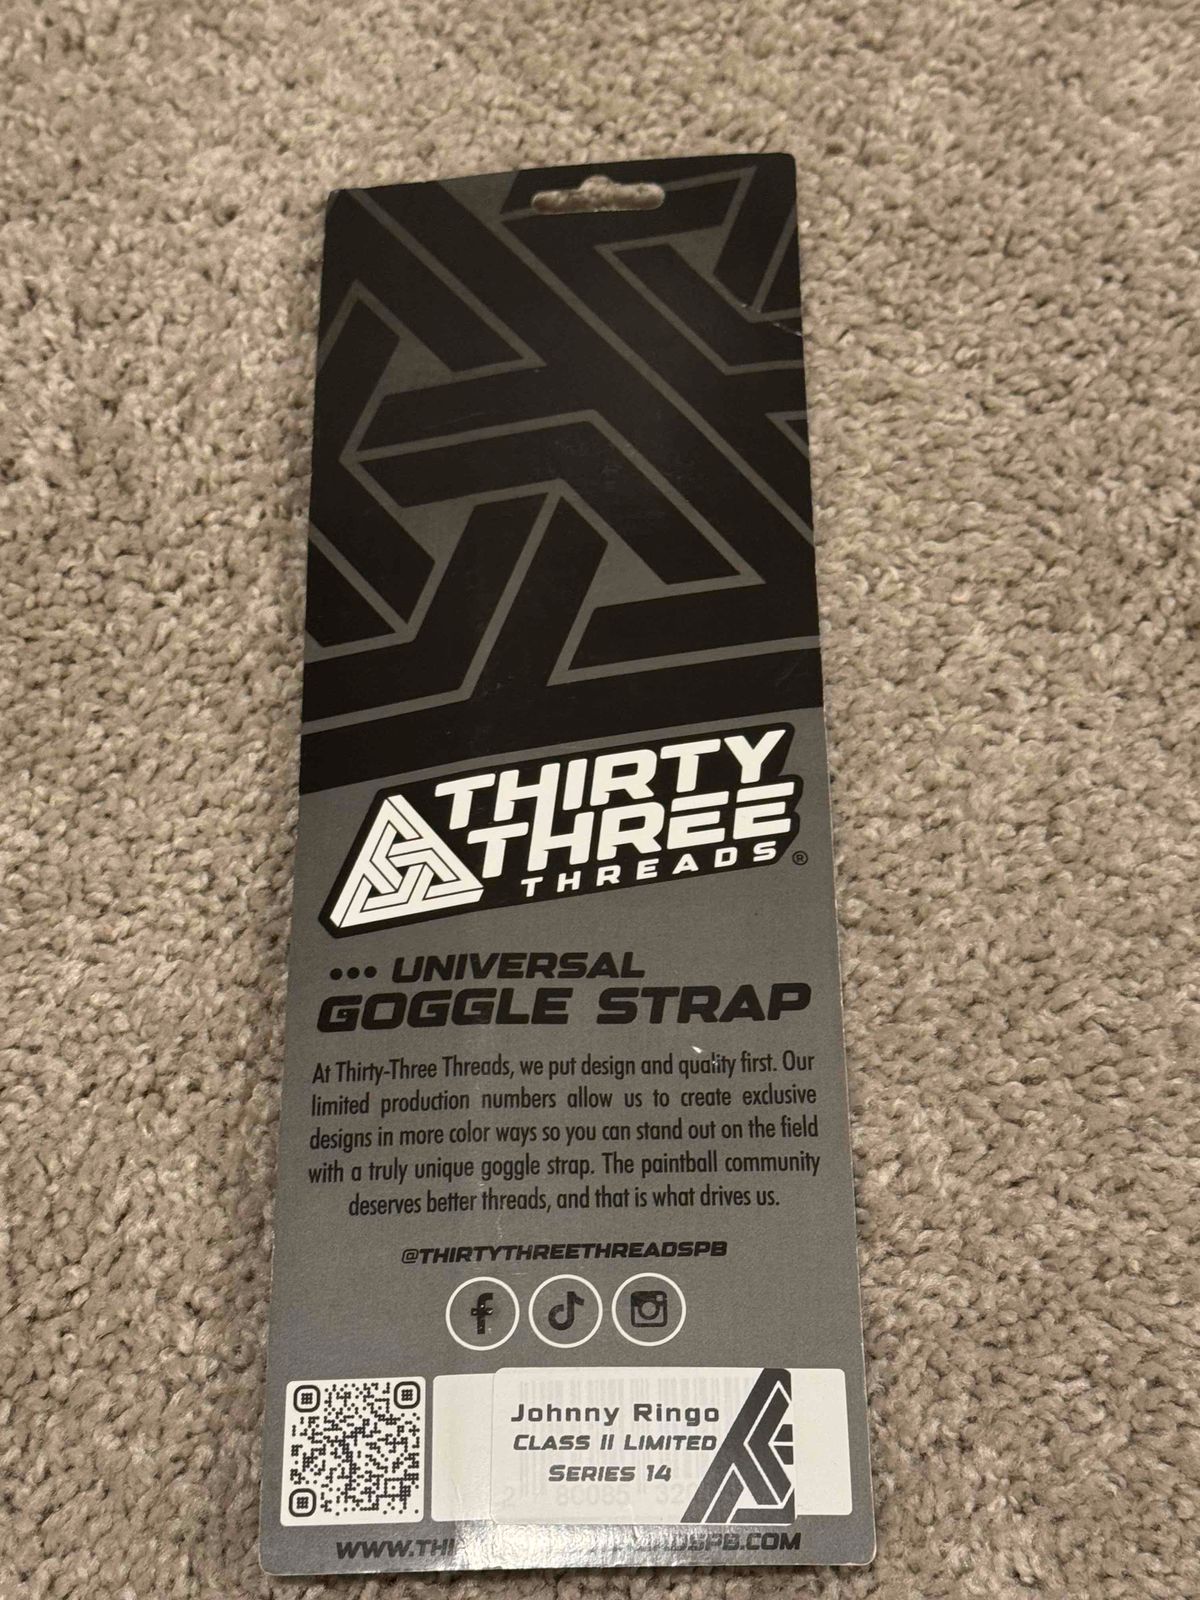 THIRTY
THREE
THREADS ®
••• UNIVERSAL
GOGGLE STRAP
At Thirty-Three Threads, we put design and quality first. Our
limited production numbers allow us to create exclusive
designs in more color ways so you can stand out on the field
with a truly unique goggle strap. The paintball community
deserves better threads, and that is what drives us.
@THIRTYTHREETHREADSPB
Johnny Ringo
CLASS II LIMITED
SERIES 14